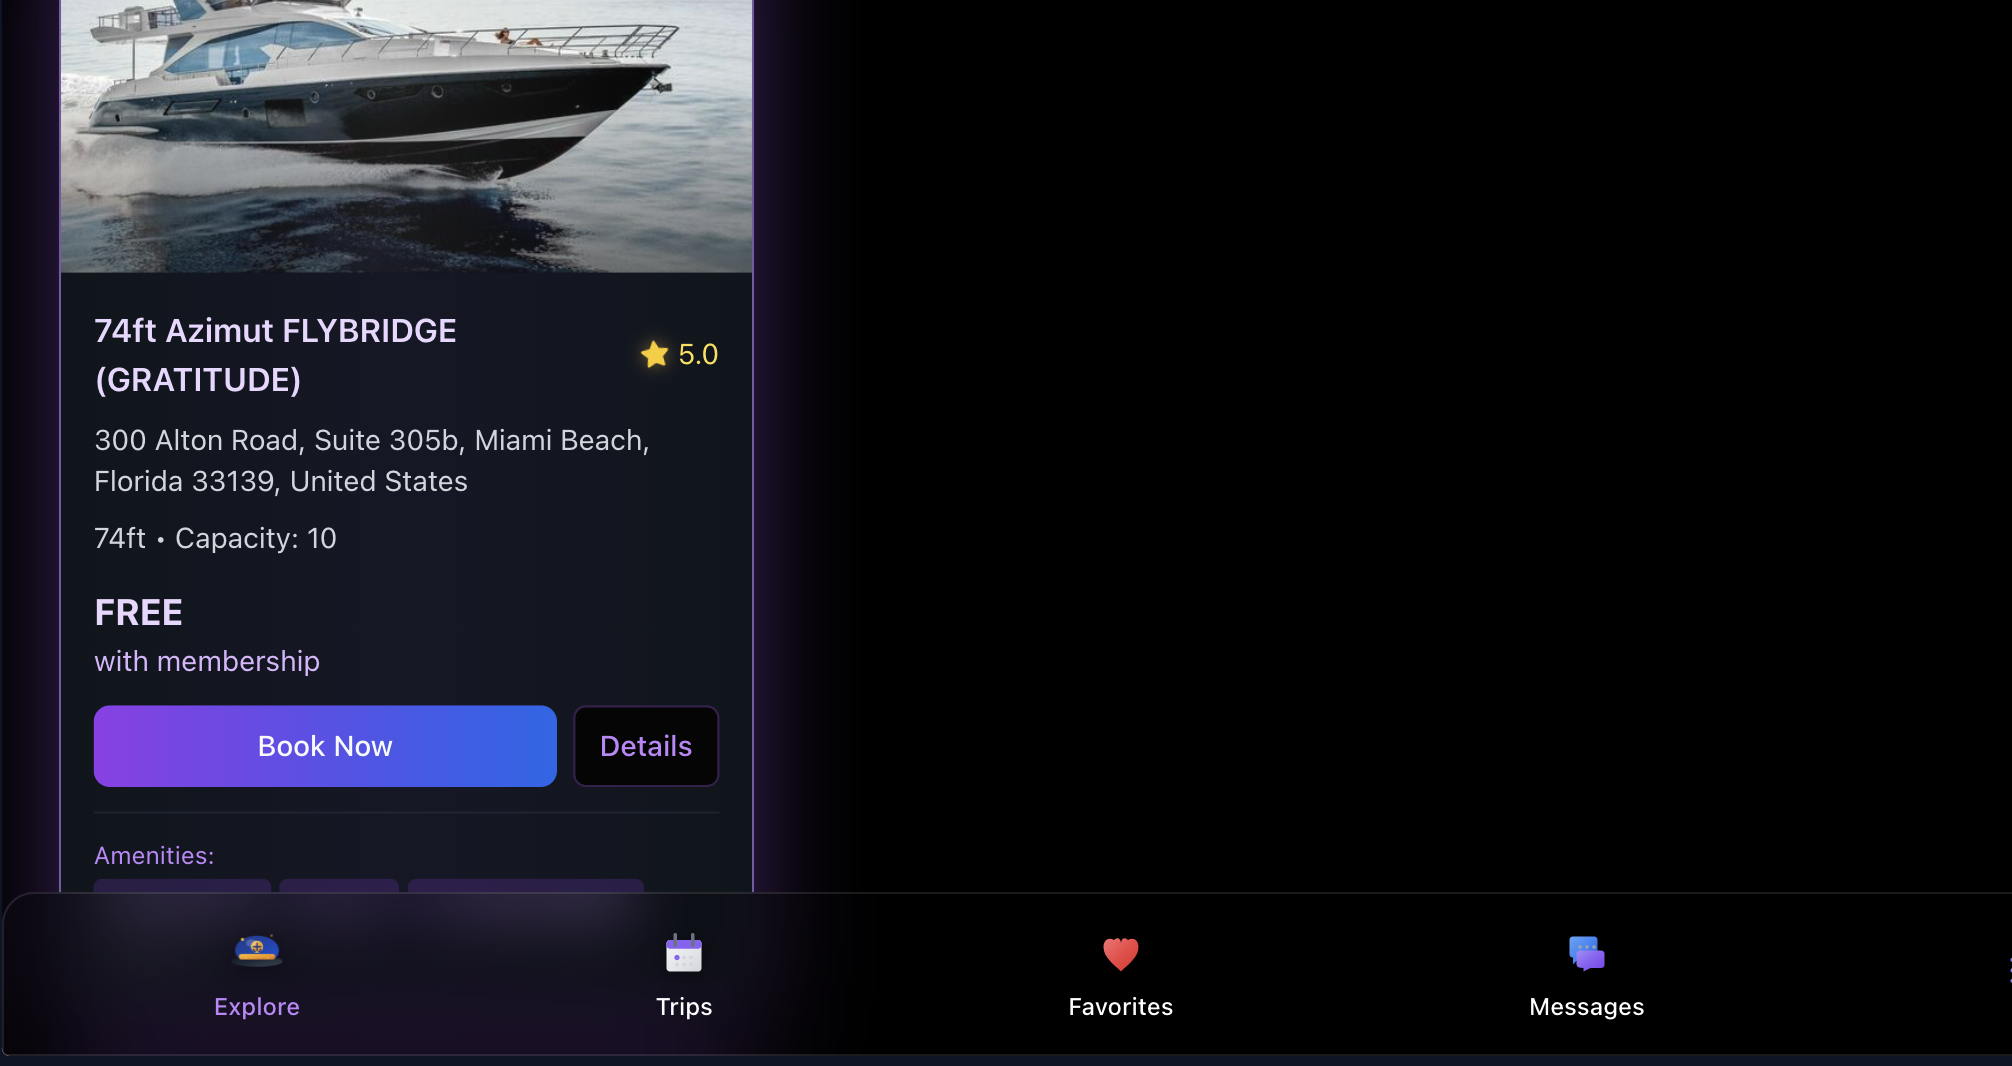 74ft Azimut FLYBRIDGE
(GRATITUDE)
5.0
300 Alton Road, Suite 305b, Miami Beach,
Florida 33139, United States
74ft • Capacity: 10
FREE
with membership
Book Now
Details
Amenities:
Explore
Trips
Favorites
Messages